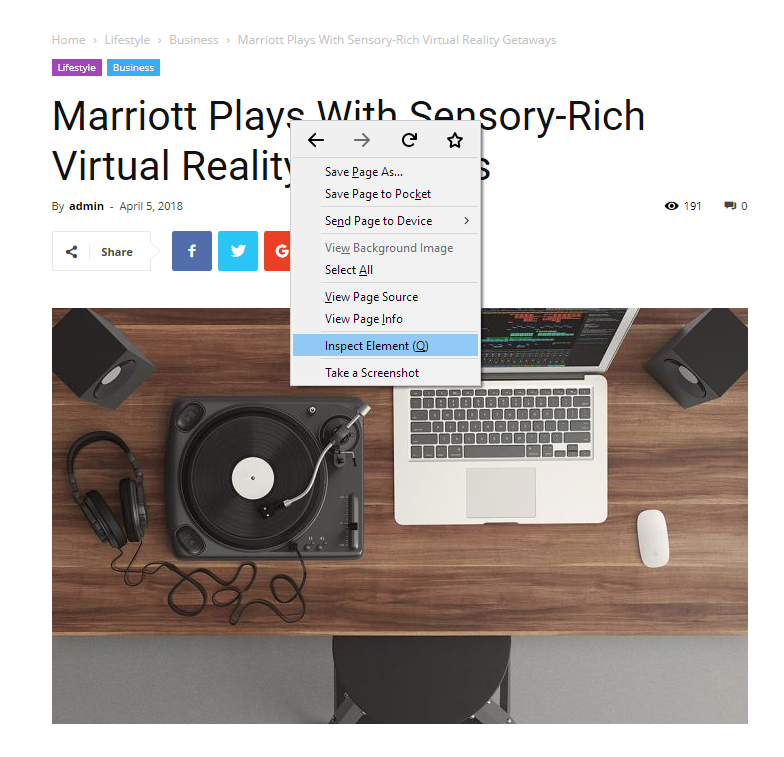 Home › Lifestyle › Business › Marriott Plays With Sensory-Rich Virtual Reality Getaways
Lifestyle Business
Marriott Plays With Sensory-Rich
Virtual Reality
By admin - April 5, 2018 191 0
Share
Save Page As...
Save Page to Pocket
Send Page to Device
View Background Image
Select All
View Page Source
View Page Info
Inspect Element (Q)
Take a Screenshot